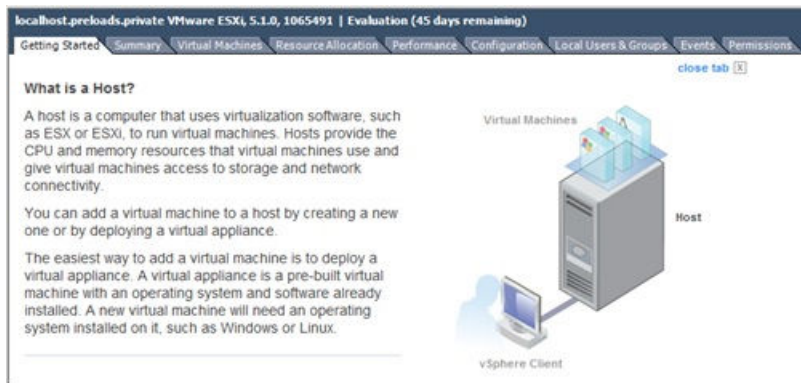 localhost.preloads.private VMware ESXi, 5.1.0, 1065491 | Evaluation (45 days remaining)
Getting Started Summary Virtual Machines Resource Allocation Performance Configuration Local Users & Groups Events Permissions
close tab X
What is a Host?
A host is a computer that uses virtualization software, such
as ESX or ESXi, to run virtual machines. Hosts provide the
CPU and memory resources that virtual machines use and
give virtual machines access to storage and network
connectivity.
You can add a virtual machine to a host by creating a new
one or by deploying a virtual appliance.
The easiest way to add a virtual machine is to deploy a
virtual appliance. A virtual appliance is a pre-built virtual
machine with an operating system and software already
installed. A new virtual machine will need an operating
system installed on it, such as Windows or Linux.
Virtual Machines
Host
vSphere Client